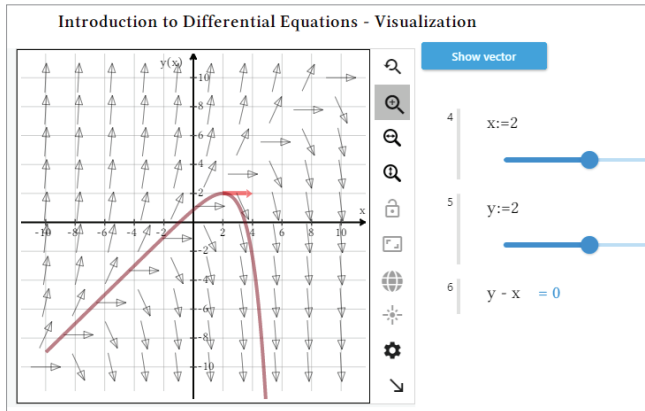 Introduction to Differential Equations - Visualization
Show vector
y(x)
10
8
6
4
2
x
-10 -8 -6 -4 -2 2 4 6 8 10
-2
-4
-6
-8
-10
4
x:=2
5
y:=2
6
y - x = 0